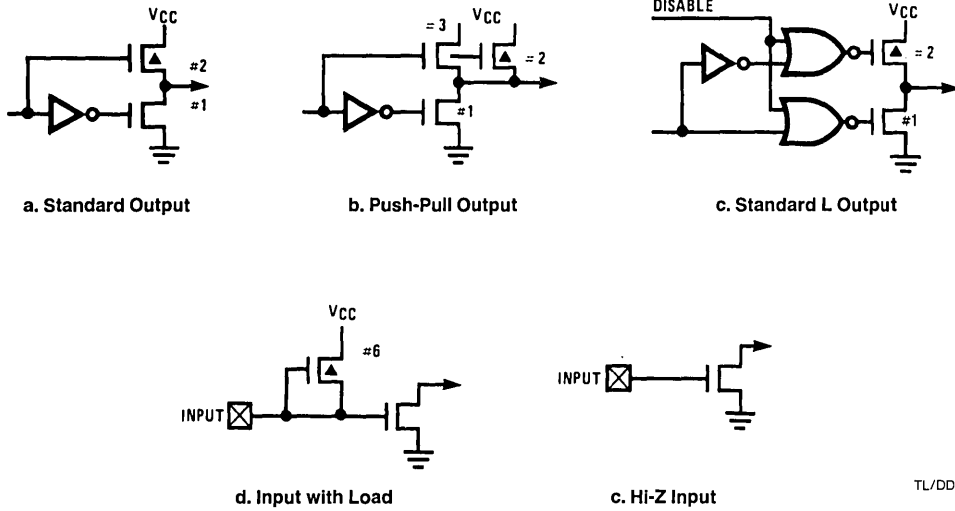 VCC
#2
#1
a. Standard Output
= 3
VCC
= 2
#1
b. Push-Pull Output
DISABLE
VCC
= 2
#1
c. Standard L Output
VCC
#6
INPUT
d. Input with Load
INPUT
c. Hi-Z Input
TL/DD